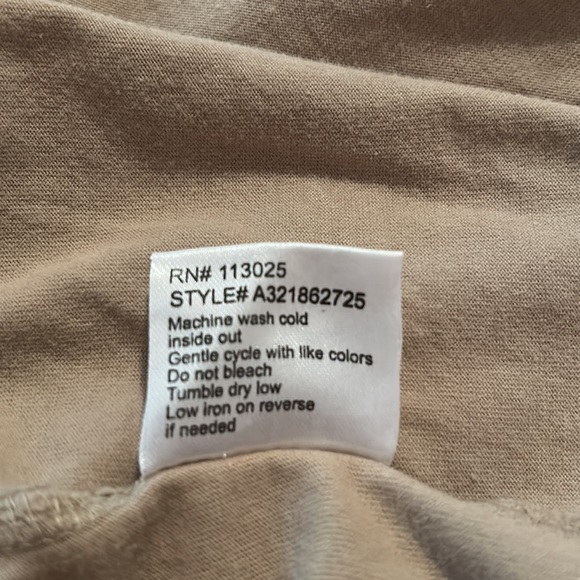 RN# 113025
STYLE# A321862725
Machine wash cold
inside out
Gentle cycle with like colors
Do not bleach
Tumble dry low
Low iron on reverse
if needed